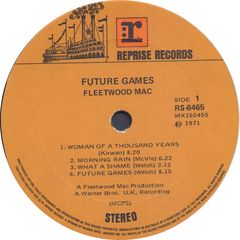 REPRISE RECORDS
FUTURE GAMES
FLEETWOOD MAC
SIDE 1
RS-6465
MX165455
℗ 1971
1. WOMAN OF A THOUSAND YEARS
(Kirwan) 8.20
2. MORNING RAIN (McVie) 6.22
3. WHAT A SHAME (Welch) 2.12
4. FUTURE GAMES (Welch) 8.15
A Fleetwood Mac Production
A Warner Bros. U.K. Recording
(MCPS)
STEREO